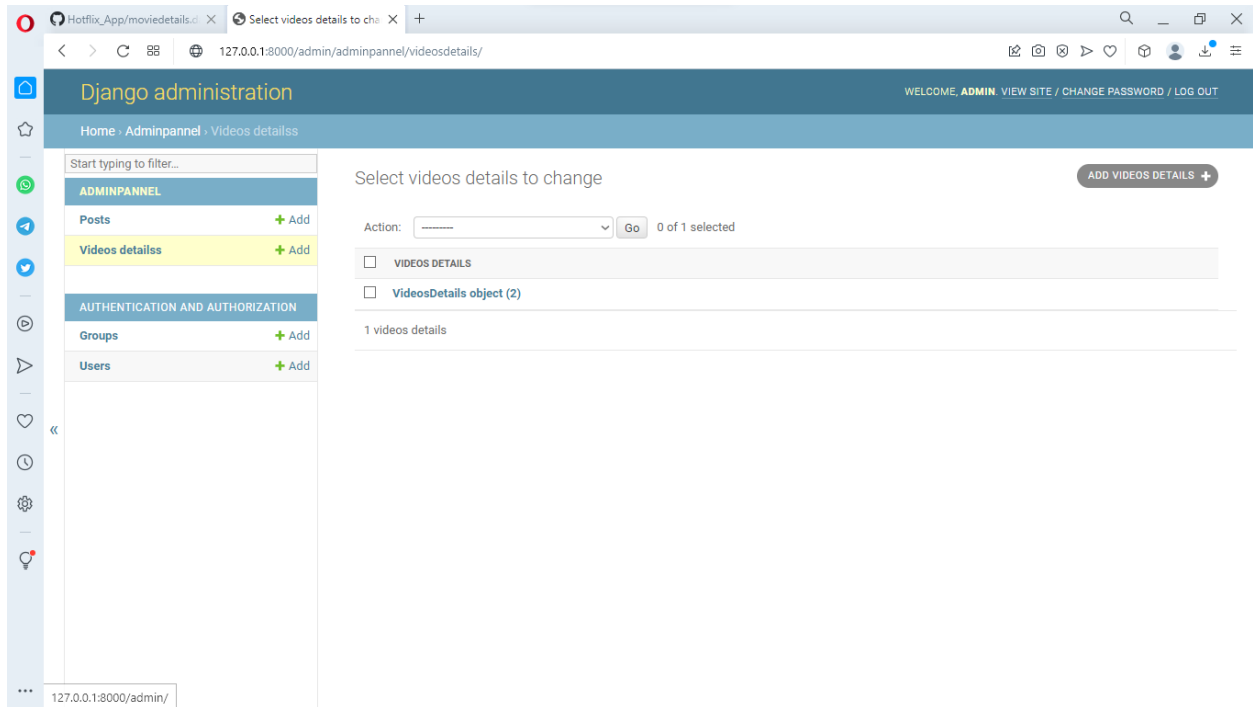 Hotflix_App/moviedetails.d
Select videos details to cha
127.0.0.1:8000/admin/adminpannel/videosdetails/
Django administration
WELCOME, ADMIN. VIEW SITE / CHANGE PASSWORD / LOG OUT
Home › Adminpannel › Videos detailss
Start typing to filter...
ADMINPANNEL
Posts + Add
Videos detailss + Add
AUTHENTICATION AND AUTHORIZATION
Groups + Add
Users + Add
«
Select videos details to change
ADD VIDEOS DETAILS +
Action: --------- Go 0 of 1 selected
VIDEOS DETAILS
VideosDetails object (2)
1 videos details
127.0.0.1:8000/admin/